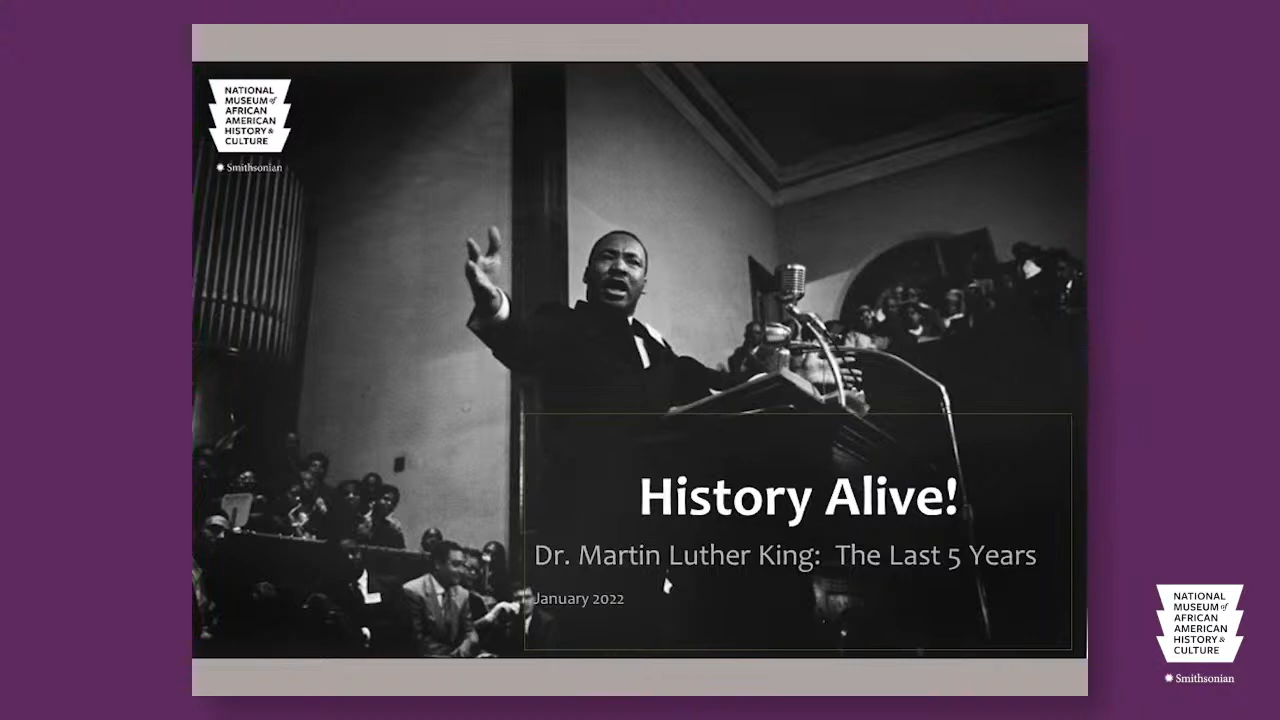 NATIONAL
MUSEUM of
AFRICAN
AMERICAN
HISTORY &
CULTURE
Smithsonian
History Alive!
Dr. Martin Luther King: The Last 5 Years
January 2022
NATIONAL
MUSEUM of
AFRICAN
AMERICAN
HISTORY &
CULTURE
Smithsonian